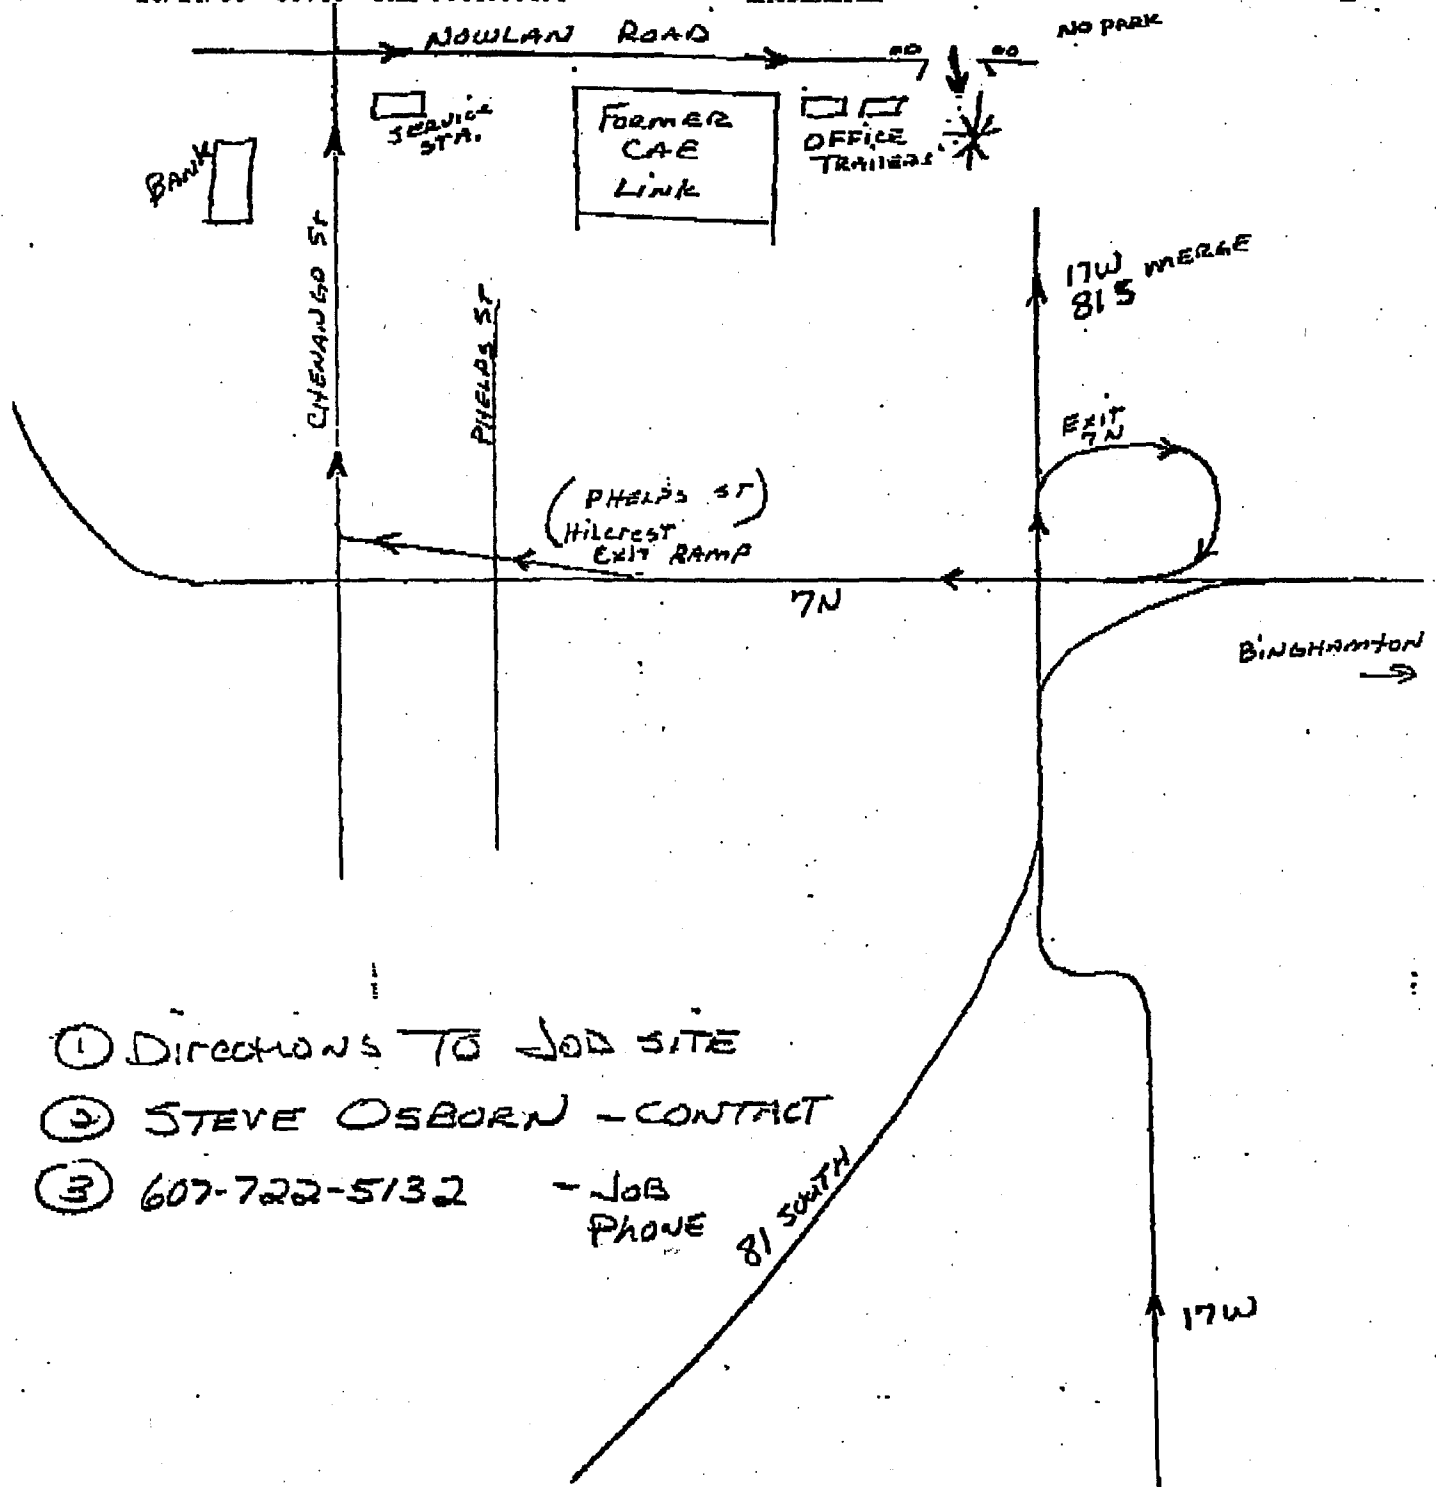 NOWLAN ROAD
NO PARK
SERVICE
STA.
FORMER
CAE
LINK
OFFICE
TRAILERS
BANK
CHENANGO ST
PHELPS ST
17W
81S MERGE
EXIT
7N
(PHELPS ST)
Hilcrest
EXIT RAMP
7N
BINGHAMTON
① Directions TO JOB SITE
② STEVE OSBORN - CONTACT
③ 607-722-5132 - JOB
PHONE
81 SOUTH
17W